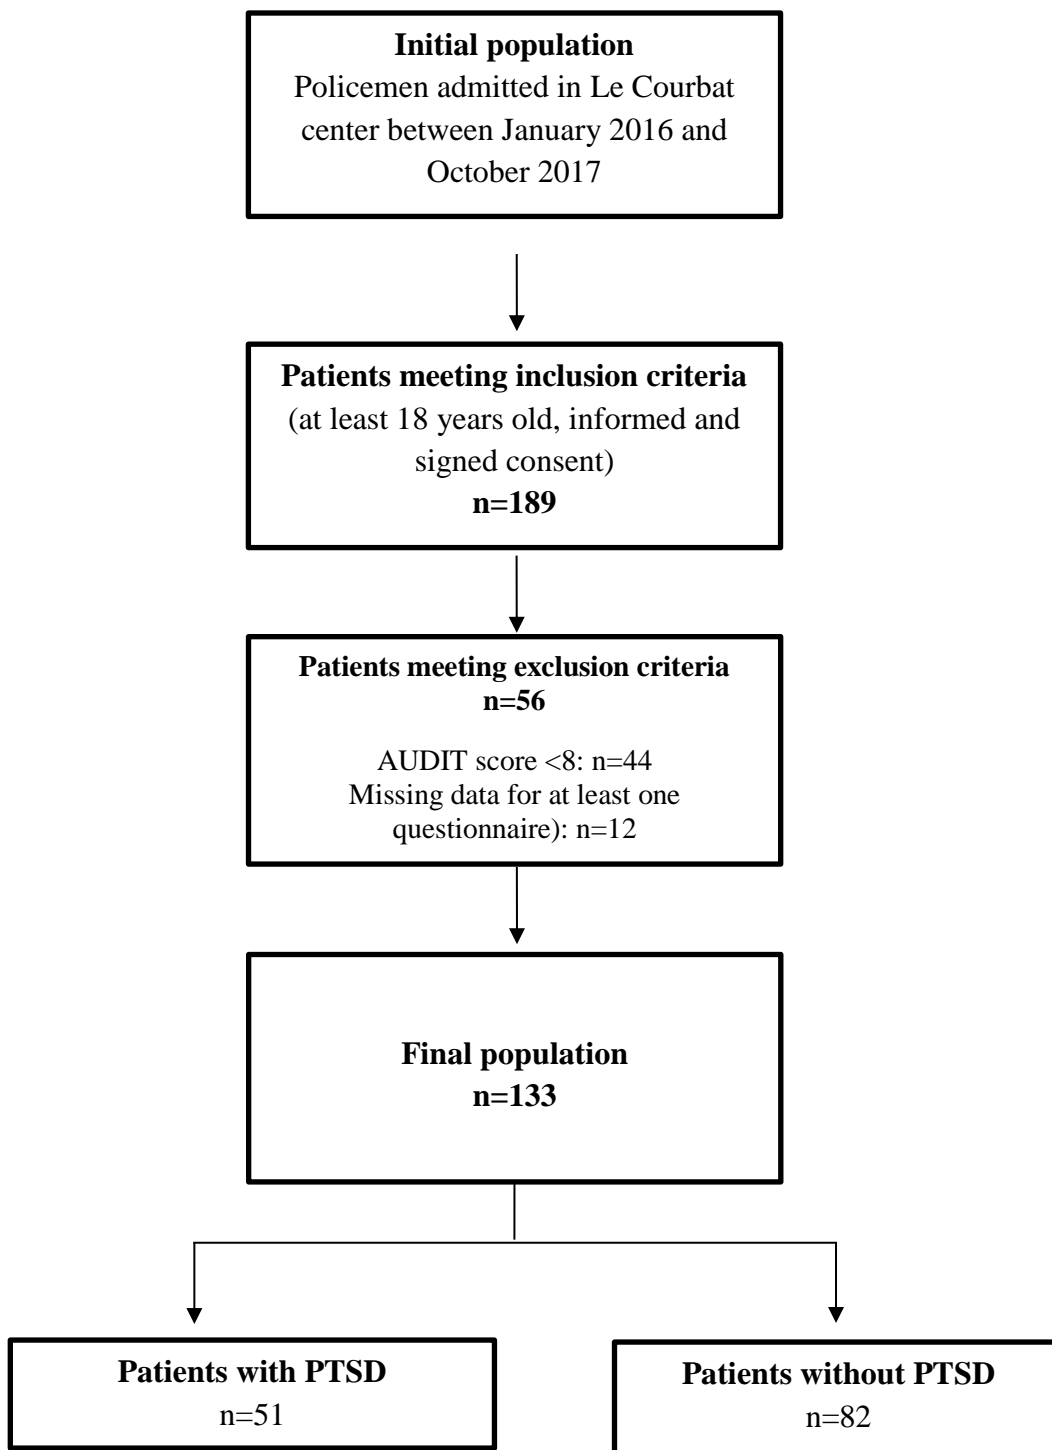 Initial population
Policemen admitted in Le Courbat
center between January 2016 and
October 2017
Patients meeting inclusion criteria
(at least 18 years old, informed and
signed consent)
n=189
Patients meeting exclusion criteria
n=56
AUDIT score <8: n=44
Missing data for at least one
questionnaire): n=12
Final population
n=133
Patients with PTSD
n=51
Patients without PTSD
n=82